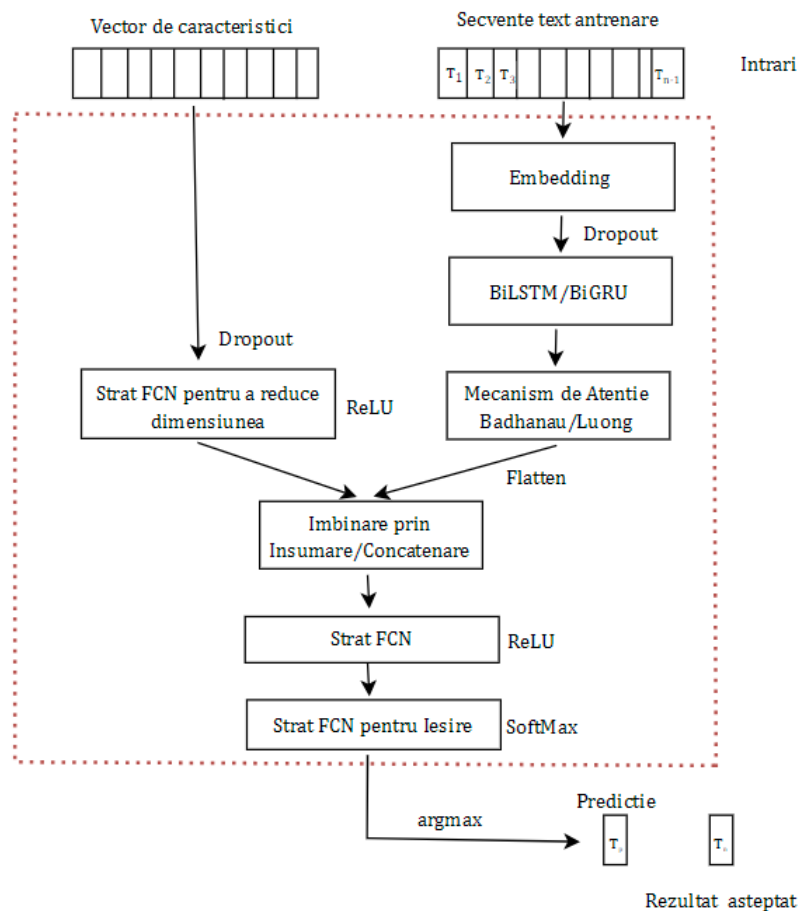 Vector de caracteristici
Secvente text antrenare
T1 T2 T3 Tn-1
Intrari
Embedding
Dropout
BiLSTM/BiGRU
Dropout
Strat FCN pentru a reduce
dimensiunea
ReLU
Mecanism de Atentie
Badhanau/Luong
Flatten
Imbinare prin
Insumare/Concatenare
Strat FCN
ReLU
Strat FCN pentru Iesire
SoftMax
Predictie
argmax
Rezultat asteptat